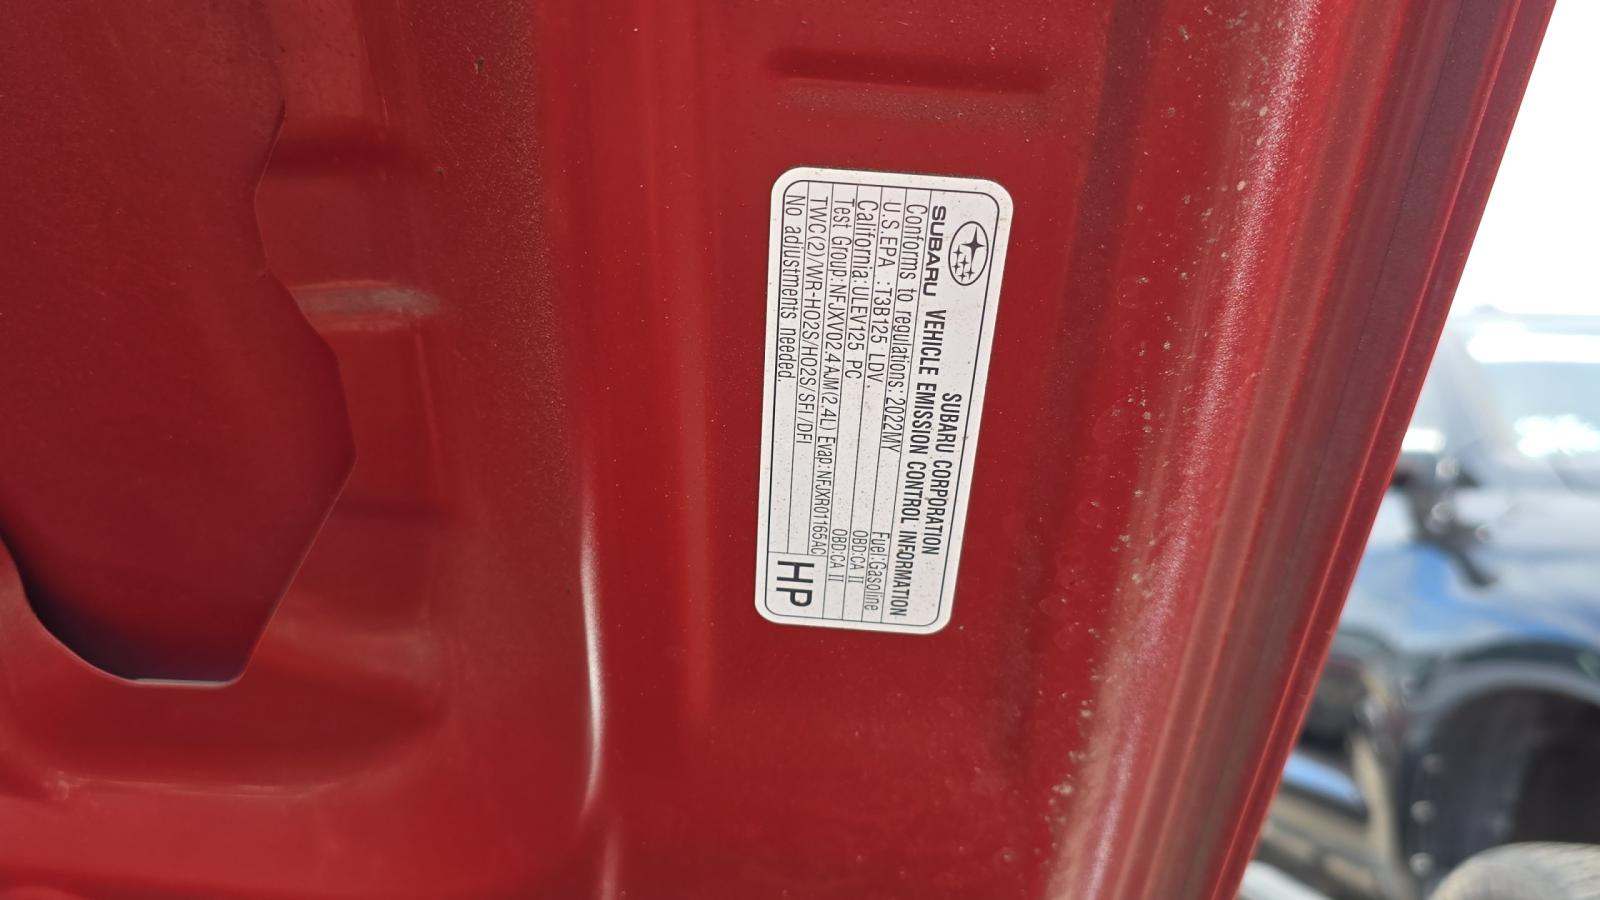 SUBARU CORPORATION
SUBARU VEHICLE EMISSION CONTROL INFORMATION
Conforms to regulations: 2022MY Fuel:Gasoline
U.S.EPA :T3B125 LDV. OBD:CA II
California:ULEV125 PC OBD:CA II
Test Group:NFJXV02.4AJM(2.4L) Evap:NFJXR01165AC
TWC(2)/WR-HO2S/HO2S/SFI/DFI
No adjustments needed.
HP